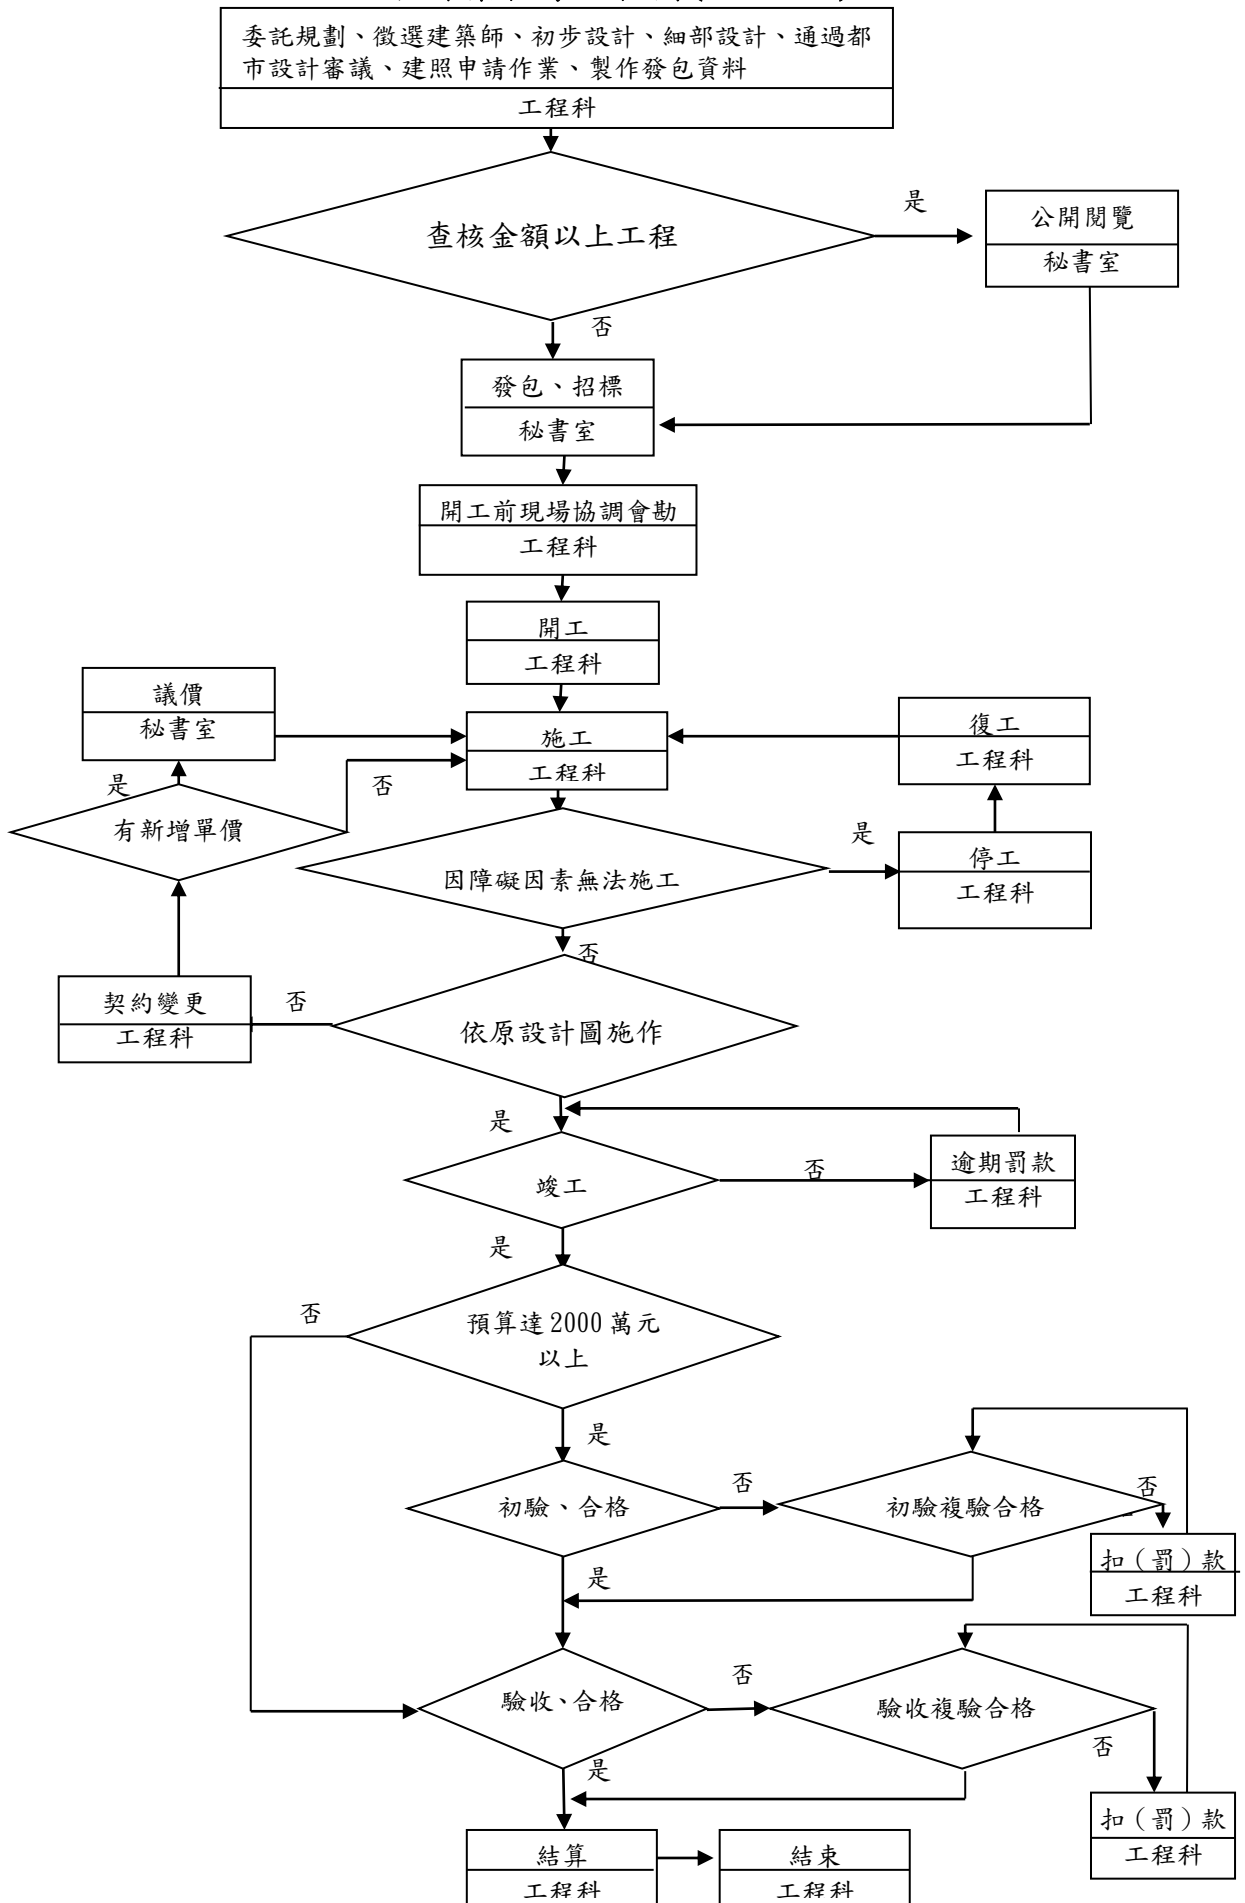 委託規劃、徵選建築師、初步設計、細部設計、通過都
市設計審議、建照申請作業、製作發包資料
工程科
查核金額以上工程
是
公開閱覽
秘書室
否
發包、招標
秘書室
開工前現場協調會勘
工程科
開工
工程科
議價
秘書室
施工
工程科
復工
工程科
是
否
有新增單價
因障礙因素無法施工
是
停工
工程科
否
契約變更
工程科
否
依原設計圖施作
是
竣工
否
逾期罰款
工程科
是
預算達2000萬元
以上
否
是
初驗、合格
否
初驗複驗合格
否
扣（罰）款
工程科
是
驗收、合格
否
驗收複驗合格
否
扣（罰）款
工程科
是
結算
工程科
結束
工程科